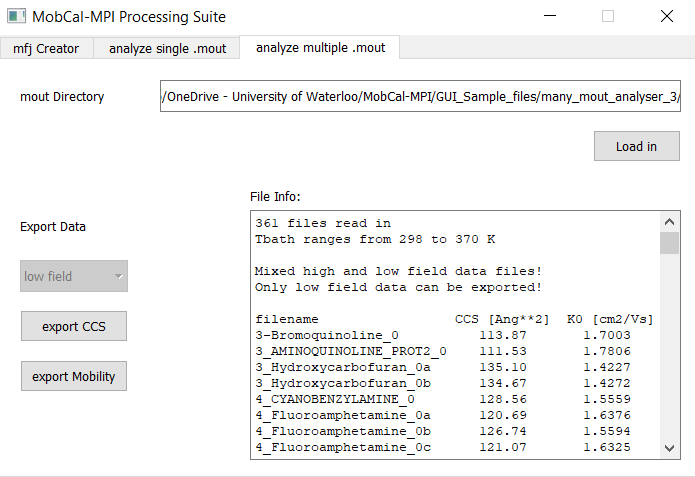 MobCal-MPI Processing Suite
mfj Creator analyze single .mout analyze multiple .mout
mout Directory /OneDrive - University of Waterloo/MobCal-MPI/GUI_Sample_files/many_mout_analyser_3/
Load in
File Info:
Export Data
low field
export CCS
export Mobility
361 files read in
Tbath ranges from 298 to 370 K
Mixed high and low field data files!
Only low field data can be exported!
filename CCS [Ang**2] K0 [cm2/Vs]
3-Bromoquinoline_0 113.87 1.7003
3_AMINOQUINOLINE_PROT2_0 111.53 1.7806
3_Hydroxycarbofuran_0a 135.10 1.4227
3_Hydroxycarbofuran_0b 134.67 1.4272
4_CYANOBENZYLAMINE_0 128.56 1.5559
4_Fluoroamphetamine_0a 120.69 1.6376
4_Fluoroamphetamine_0b 126.74 1.5594
4_Fluoroamphetamine_0c 121.07 1.6325